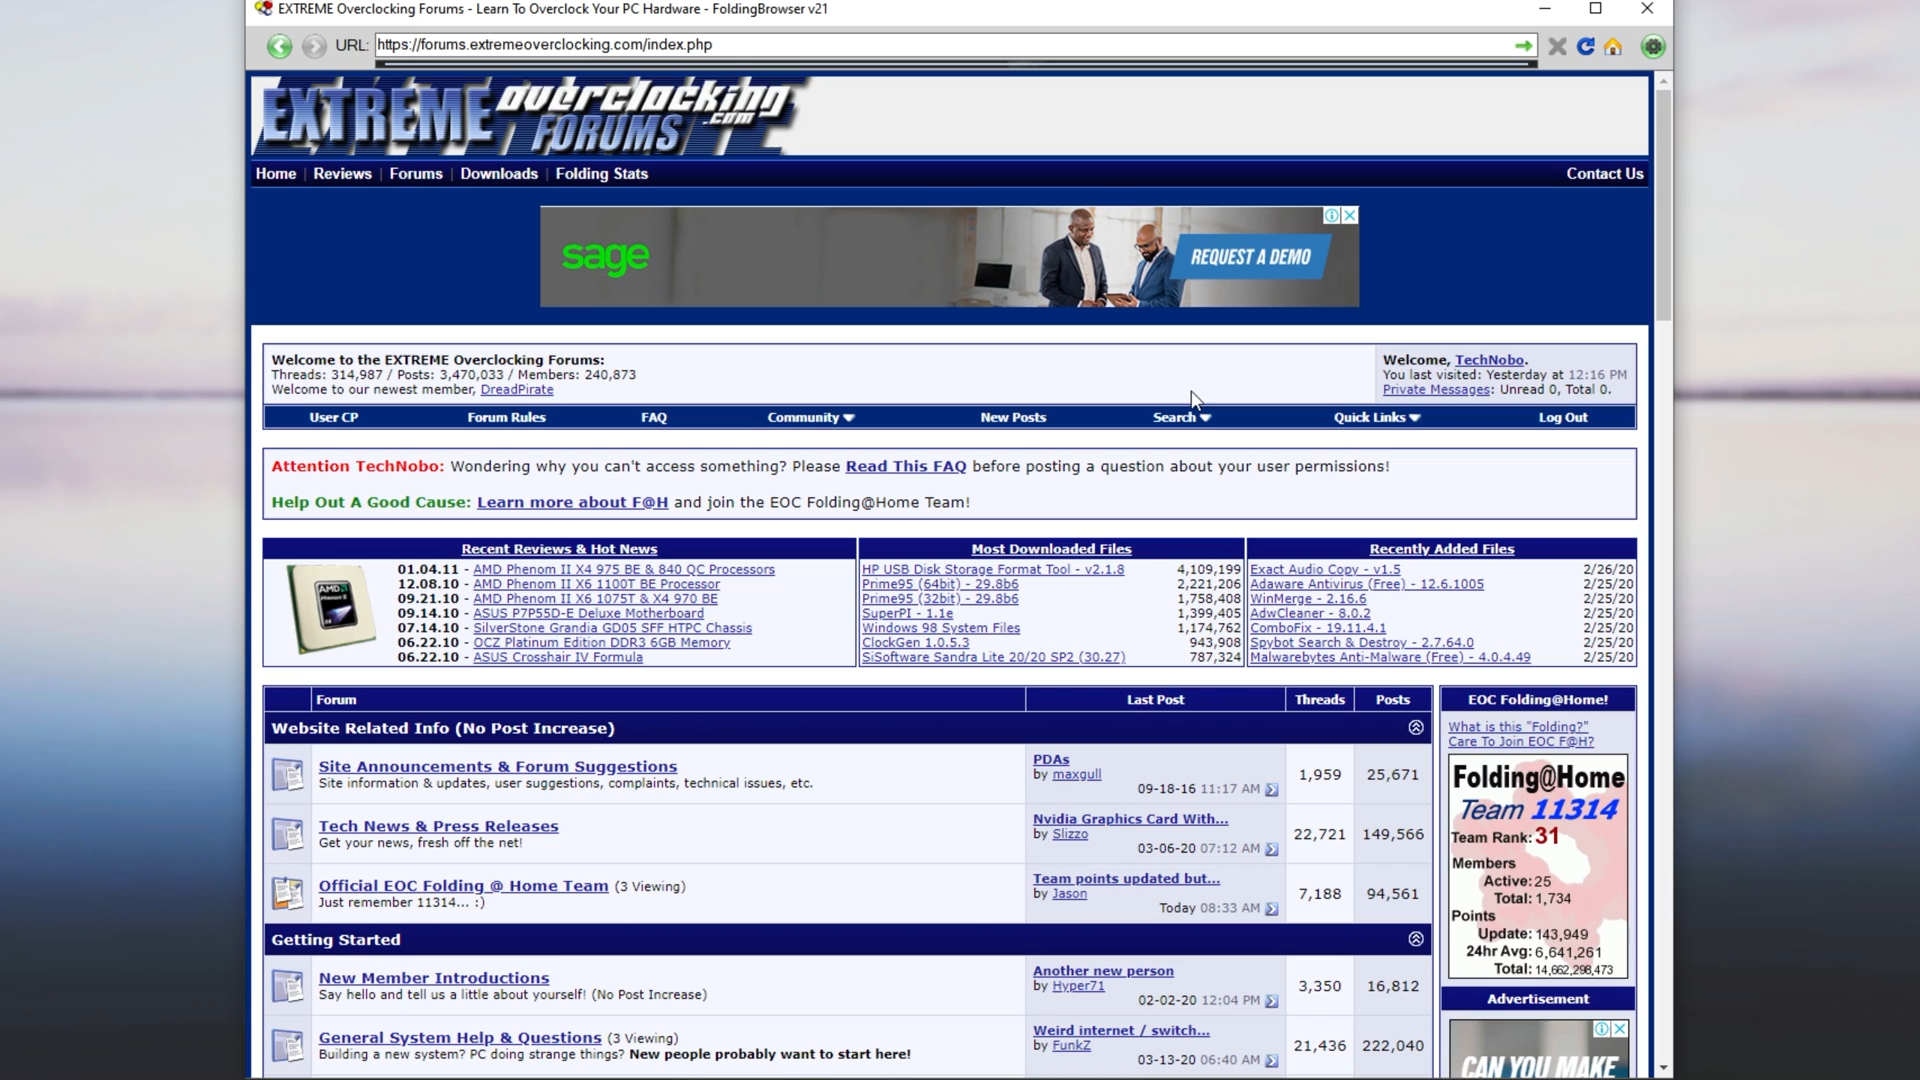 EXTREME Overclocking Forums - Learn To Overclock Your PC Hardware - FoldingBrowser v21
URL: https://forums.extremeoverclocking.com/index.php
EXTREME overclocking .com
FORUMS
Home | Reviews | Forums | Downloads | Folding Stats
Contact Us
sage
REQUEST A DEMO
Welcome to the EXTREME Overclocking Forums:
Threads: 314,987 / Posts: 3,470,033 / Members: 240,873
Welcome to our newest member, DreadPirate
Welcome, TechNobo.
You last visited: Yesterday at 12:16 PM
Private Messages: Unread 0, Total 0.
User CP Forum Rules FAQ Community New Posts Search Quick Links Log Out
Attention TechNobo: Wondering why you can't access something? Please Read This FAQ before posting a question about your user permissions!
Help Out A Good Cause: Learn more about F@H and join the EOC Folding@Home Team!
Recent Reviews & Hot News
AMD
Phenom II
01.04.11 - AMD Phenom II X4 975 BE & 840 QC Processors
12.08.10 - AMD Phenom II X6 1100T BE Processor
09.21.10 - AMD Phenom II X6 1075T & X4 970 BE
09.14.10 - ASUS P7P55D-E Deluxe Motherboard
07.14.10 - SilverStone Grandia GD05 SFF HTPC Chassis
06.22.10 - OCZ Platinum Edition DDR3 6GB Memory
06.22.10 - ASUS Crosshair IV Formula
Most Downloaded Files
HP USB Disk Storage Format Tool - v2.1.8 4,109,199
Prime95 (64bit) - 29.8b6 2,221,206
Prime95 (32bit) - 29.8b6 1,758,408
SuperPI - 1.1e 1,399,405
Windows 98 System Files 1,174,762
ClockGen 1.0.5.3 943,908
SiSoftware Sandra Lite 20/20 SP2 (30.27) 787,324
Recently Added Files
Exact Audio Copy - v1.5 2/26/20
Adaware Antivirus (Free) - 12.6.1005 2/25/20
WinMerge - 2.16.6 2/25/20
AdwCleaner - 8.0.2 2/25/20
ComboFix - 19.11.4.1 2/25/20
Spybot Search & Destroy - 2.7.64.0 2/25/20
Malwarebytes Anti-Malware (Free) - 4.0.4.49 2/25/20
Forum Last Post Threads Posts
Website Related Info (No Post Increase)
Site Announcements & Forum Suggestions
Site information & updates, user suggestions, complaints, technical issues, etc.
PDAs
by maxgull
09-18-16 11:17 AM
1,959 25,671
Tech News & Press Releases
Get your news, fresh off the net!
Nvidia Graphics Card With...
by Slizzo
03-06-20 07:12 AM
22,721 149,566
Official EOC Folding @ Home Team (3 Viewing)
Just remember 11314... :)
Team points updated but...
by Jason
Today 08:33 AM
7,188 94,561
Getting Started
New Member Introductions
Say hello and tell us a little about yourself! (No Post Increase)
Another new person
by Hyper71
02-02-20 12:04 PM
3,350 16,812
General System Help & Questions (3 Viewing)
Building a new system? PC doing strange things? New people probably want to start here!
Weird internet / switch...
by FunkZ
03-13-20 06:40 AM
21,436 222,040
EOC Folding@Home!
What is this "Folding?"
Care To Join EOC F@H?
Folding@Home
Team 11314
Team Rank: 31
Members
Active: 25
Total: 1,734
Points
Update: 143,949
24hr Avg: 6,641,261
Total: 14,662,298,473
Advertisement
CAN YOU MAKE